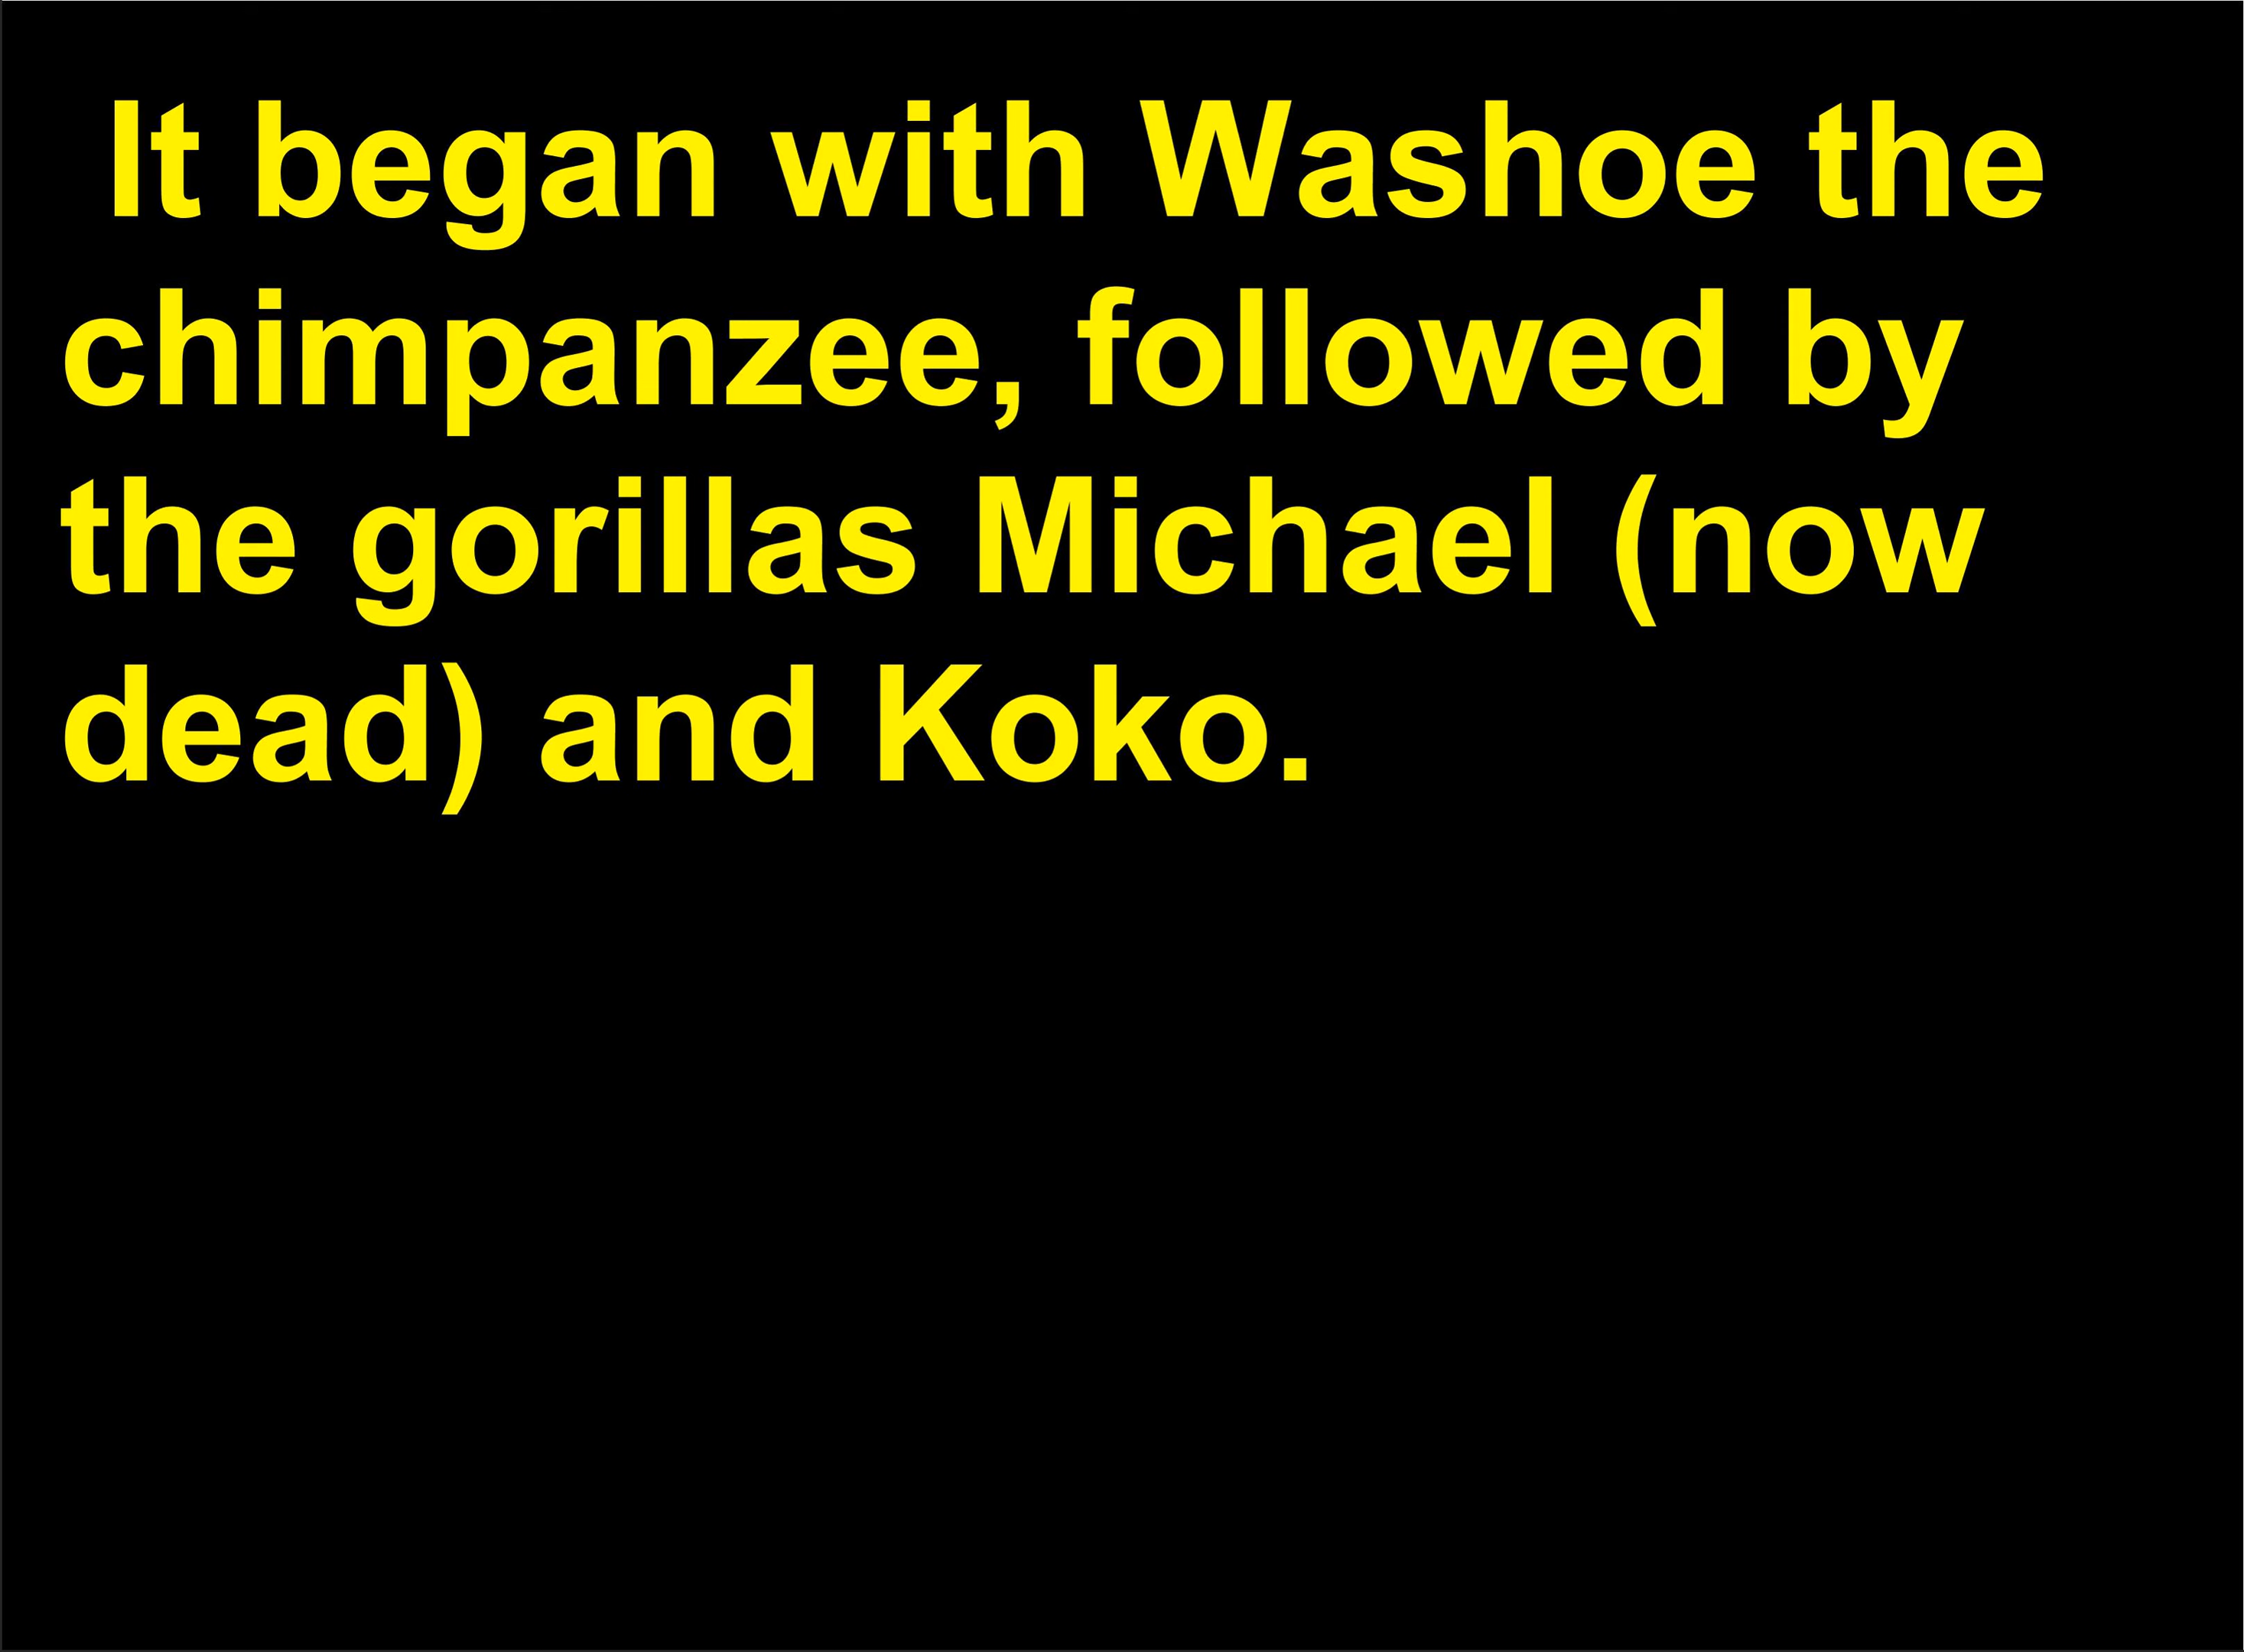 It began with Washoe the
chimpanzee, followed by
the gorillas Michael (now
dead) and Koko.